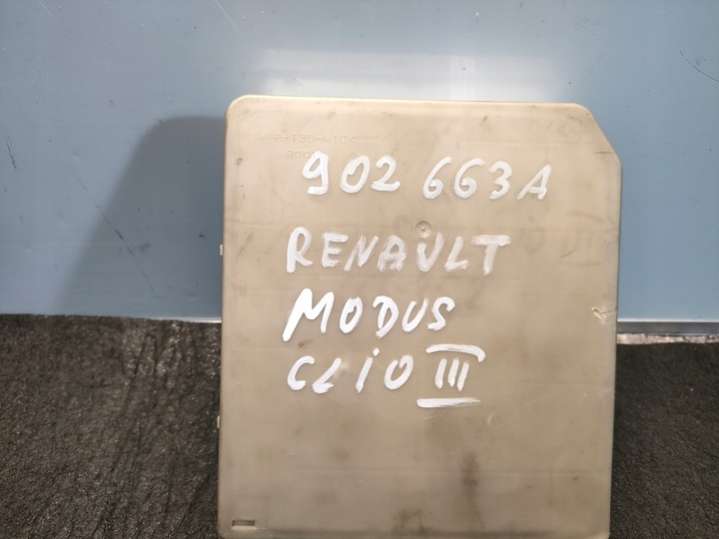 902 663A
RENAULT
MODUS
CLiO III